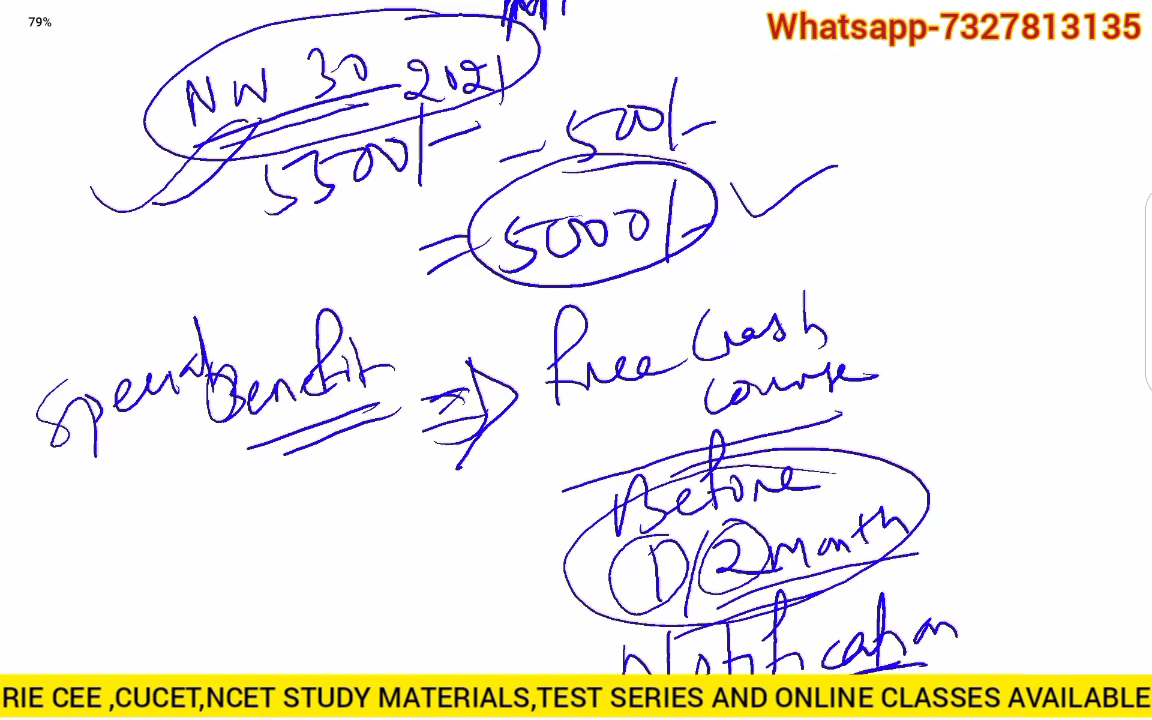 79%
Whatsapp-7327813135
NW 30 2021
5500/- - 500/-
= 5000/-
Special Benefit => free Crash
course
Before
1/2 month
Notification
RIE CEE ,CUCET,NCET STUDY MATERIALS,TEST SERIES AND ONLINE CLASSES AVAILABLE